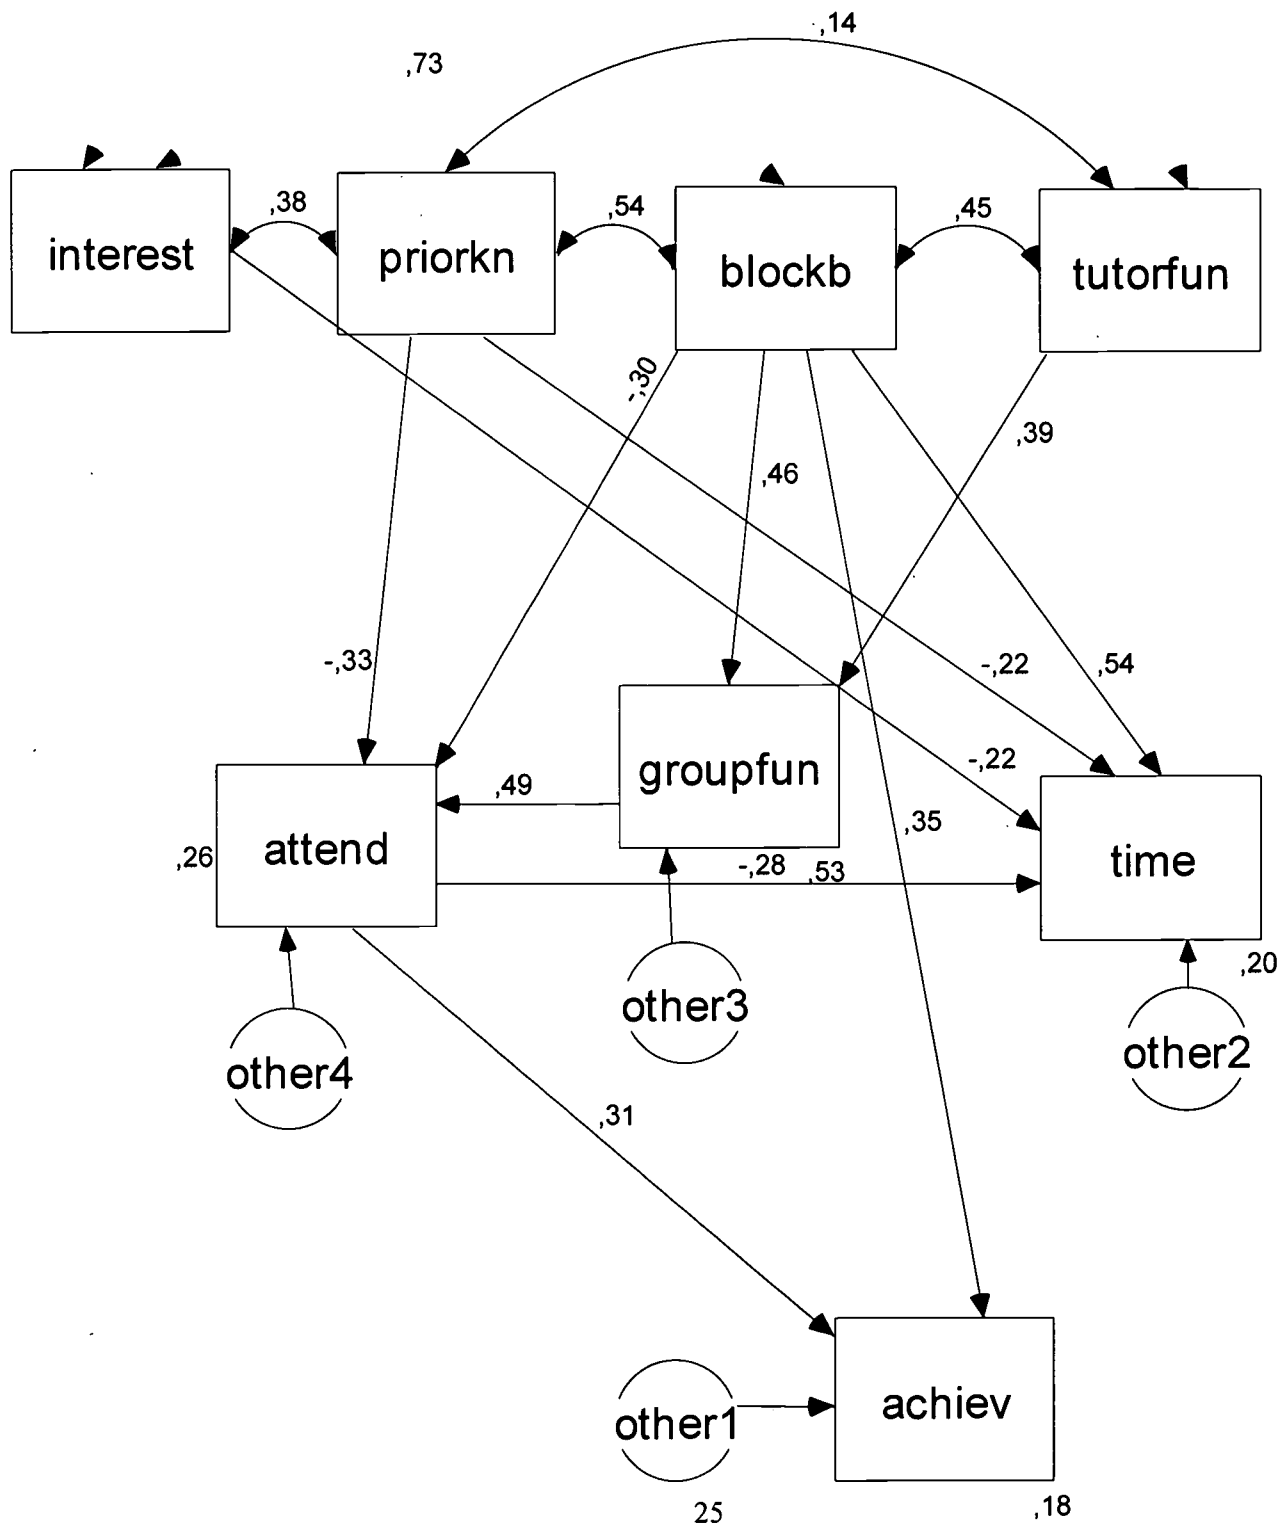 ,14
,73
,38
,54
,45
interest
priorkn
blockb
tutorfun
-,30
,39
,46
-,33
-,22
,54
-,22
groupfun
,49
,35
,26
attend
-,28
,53
time
,20
other3
other2
other4
,31
achiev
other1
25
,18